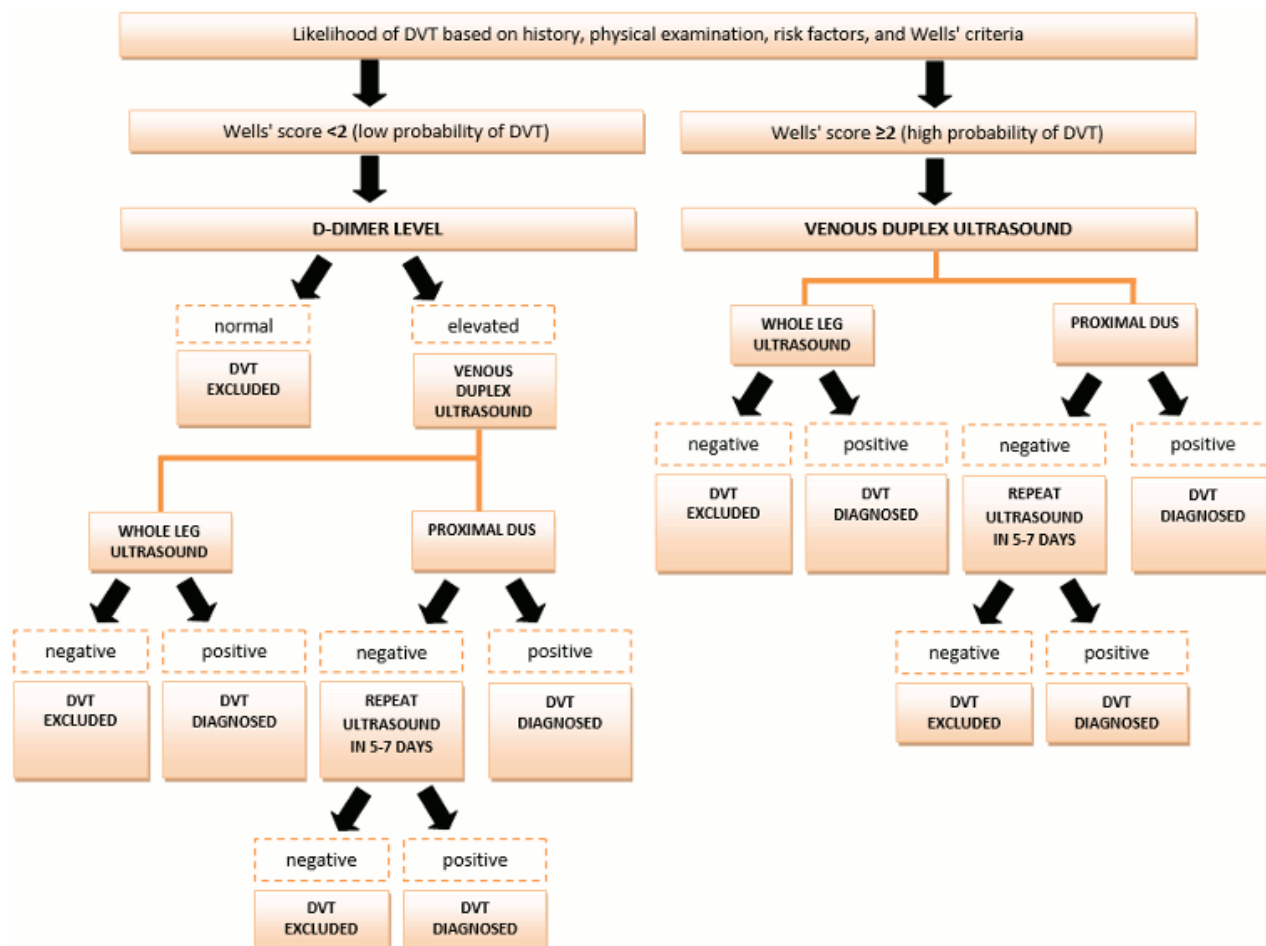 Likelihood of DVT based on history, physical examination, risk factors, and Wells' criteria
Wells' score <2 (low probability of DVT)
Wells' score ≥2 (high probability of DVT)
D-DIMER LEVEL
VENOUS DUPLEX ULTRASOUND
normal
elevated
DVT
EXCLUDED
VENOUS
DUPLEX
ULTRASOUND
WHOLE LEG
ULTRASOUND
PROXIMAL DUS
negative
positive
negative
positive
DVT
EXCLUDED
DVT
DIAGNOSED
REPEAT
ULTRASOUND
IN 5-7 DAYS
DVT
DIAGNOSED
negative
positive
DVT
EXCLUDED
DVT
DIAGNOSED
WHOLE LEG
ULTRASOUND
PROXIMAL DUS
negative
positive
negative
positive
DVT
EXCLUDED
DVT
DIAGNOSED
REPEAT
ULTRASOUND
IN 5-7 DAYS
DVT
DIAGNOSED
negative
positive
DVT
EXCLUDED
DVT
DIAGNOSED